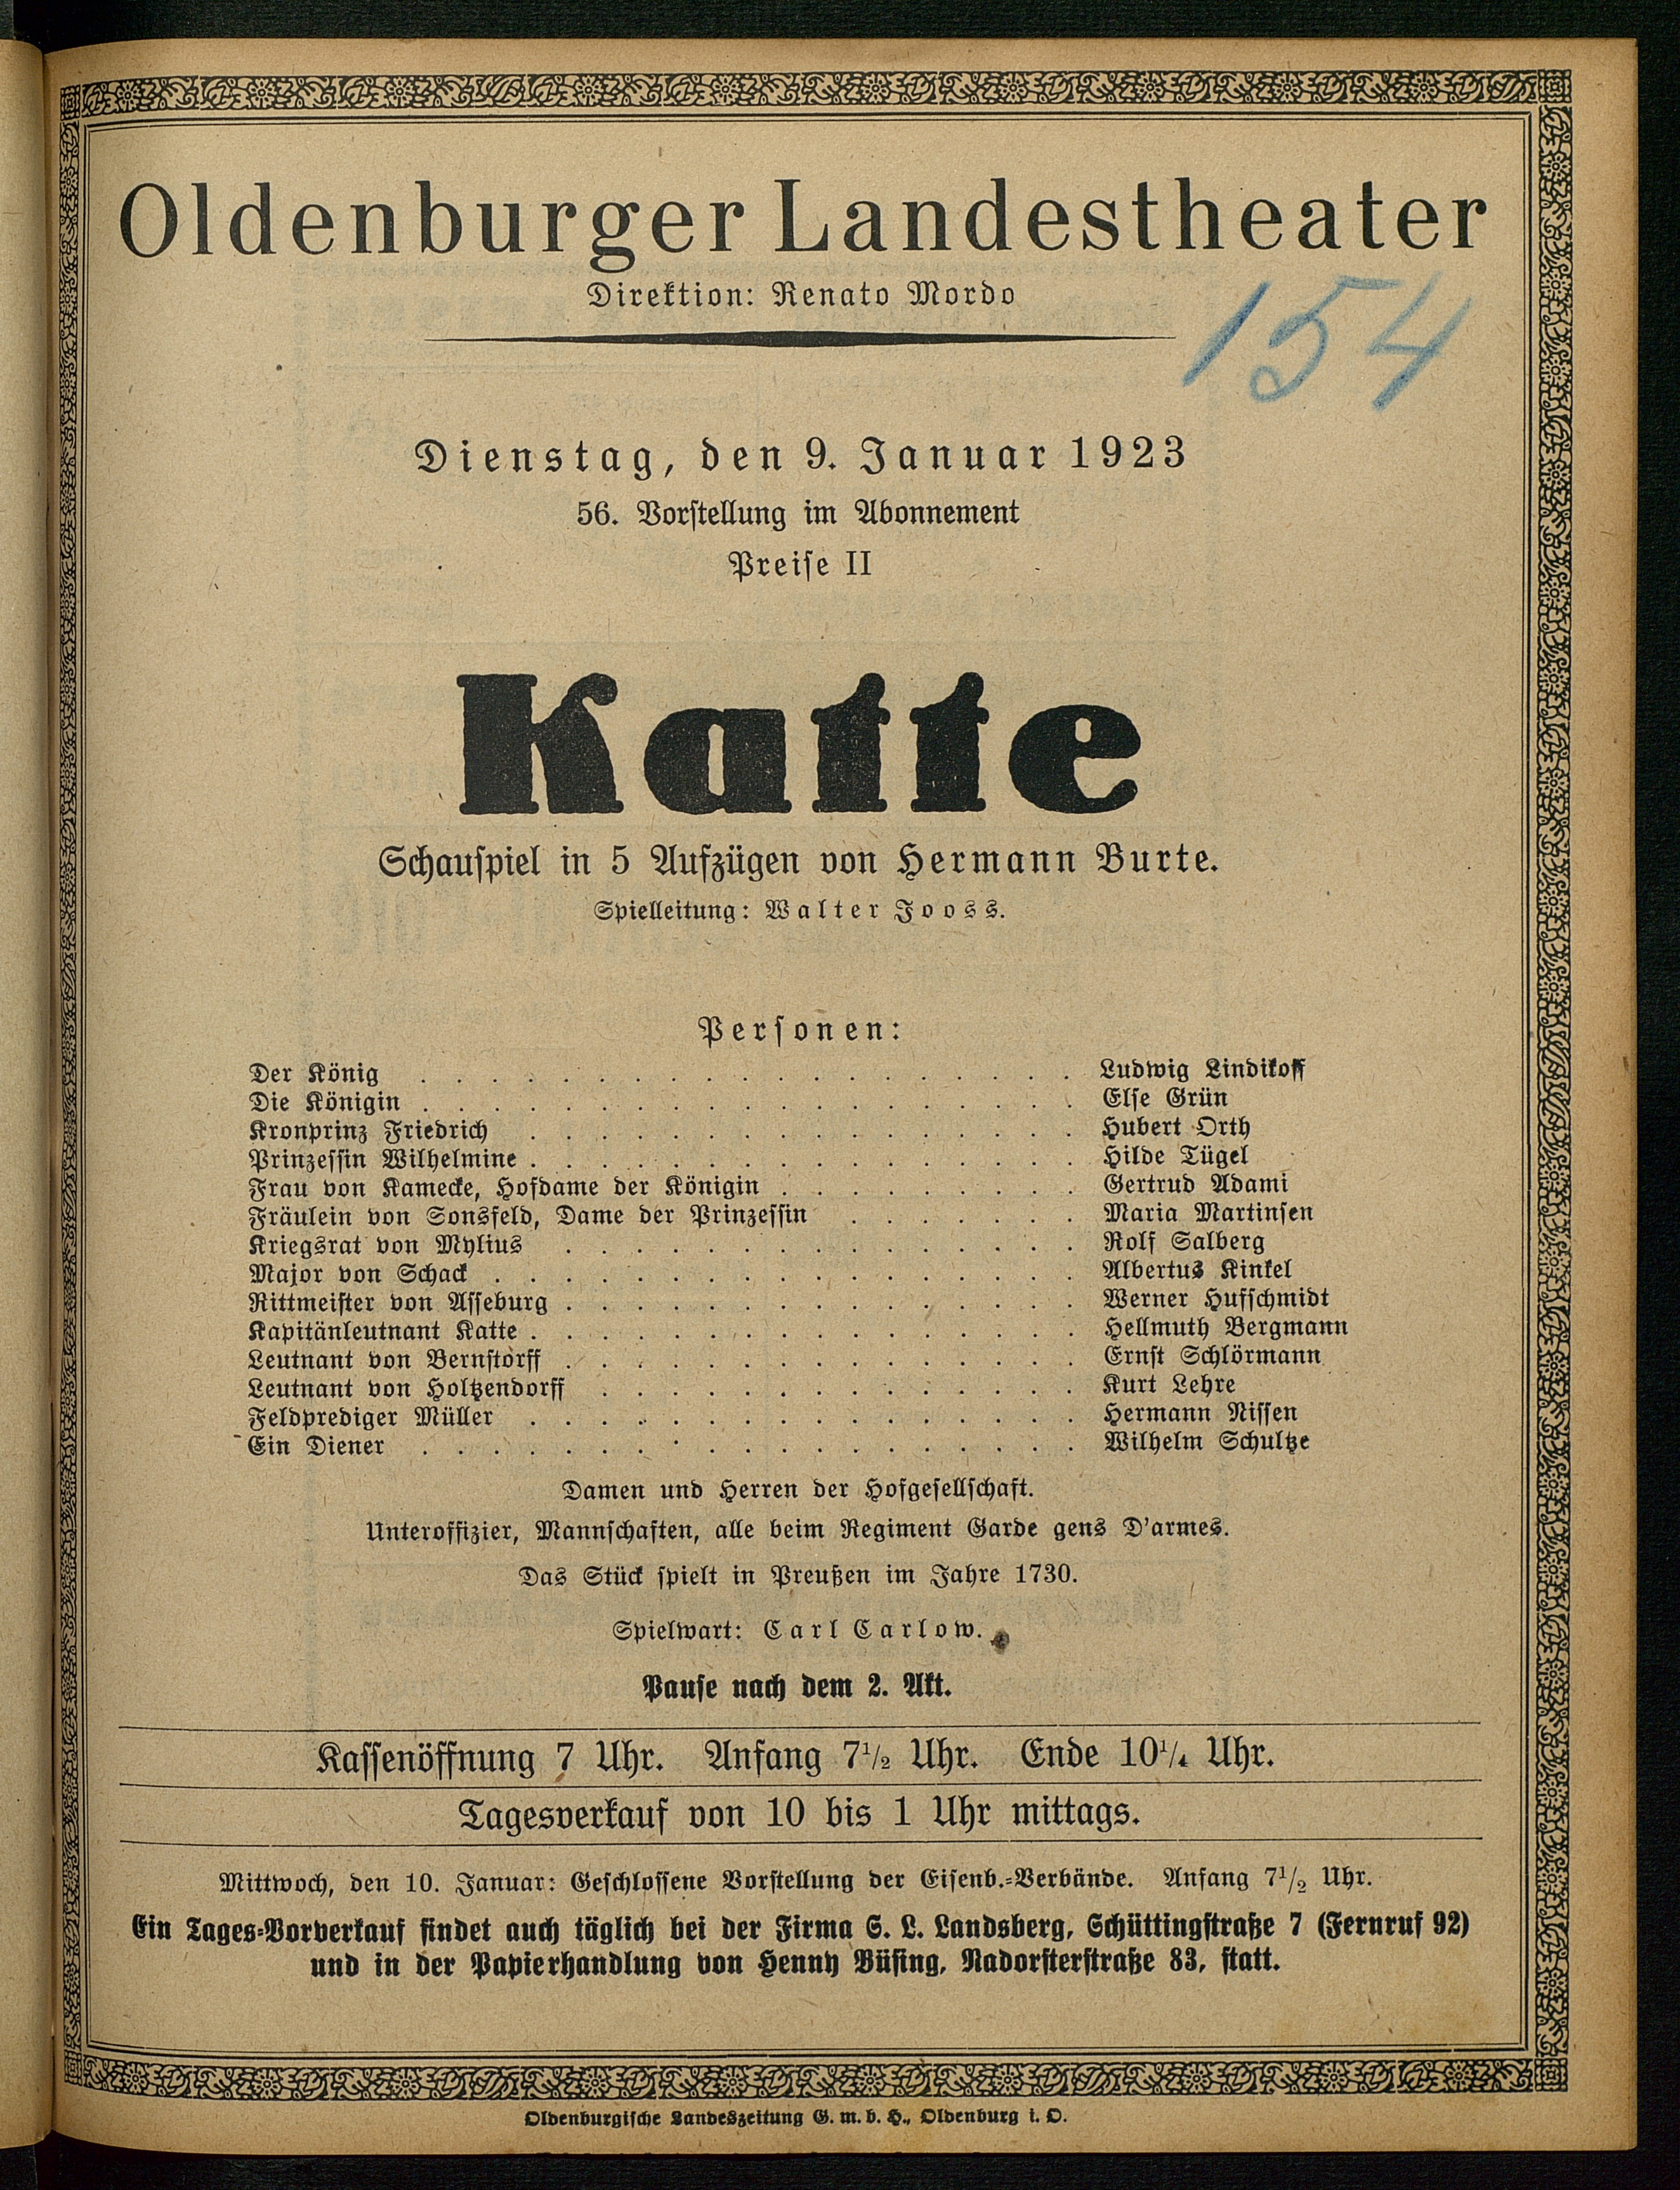 Oldenburger Landestheater
Direktion: Renato Mordo
154
Dienstag, den 9. Januar 1923
56. Vorstellung im Abonnement
Preise II
Katte
Schauspiel in 5 Aufzügen von Hermann Burte.
Spielleitung: Walter Jooss.
Personen:
Der König . . . . . . . . . . Ludwig Lindikoff
Die Königin . . . . . . . . . . Else Grün
Kronprinz Friedrich . . . . . . . . . . Hubert Orth
Prinzessin Wilhelmine . . . . . . . . . . Hilde Tügel
Frau von Kamecke, Hofdame der Königin . . . . . . . . . . Gertrud Adami
Fräulein von Sonsfeld, Dame der Prinzessin . . . . . . . Maria Martinsen
Kriegsrat von Mylius . . . . . . . . . . Rolf Salberg
Major von Schack . . . . . . . . . . Albertus Kinkel
Rittmeister von Asseburg . . . . . . . . . . Werner Hufschmidt
Kapitänleutnant Katte . . . . . . . . . . Hellmuth Bergmann
Leutnant von Bernstorff . . . . . . . . . . Ernst Schlörmann
Leutnant von Holtzendorff . . . . . . . . . . Kurt Lehre
Feldprediger Müller . . . . . . . . . . Hermann Nissen
Ein Diener . . . . . . . . . . Wilhelm Schultze
Damen und Herren der Hofgesellschaft.
Unteroffizier, Mannschaften, alle beim Regiment Garde gens D'armes.
Das Stück spielt in Preußen im Jahre 1730.
Spielwart: Carl Carlow.
Pause nach dem 2. Akt.
Kassenöffnung 7 Uhr. Anfang 7½ Uhr. Ende 10¼ Uhr.
Tagesverkauf von 10 bis 1 Uhr mittags.
Mittwoch, den 10. Januar: Geschlossene Vorstellung der Eisenb.-Verbände. Anfang 7½ Uhr.
Ein Tages-Vorverkauf findet auch täglich bei der Firma S. L. Landsberg, Schüttingstraße 7 (Fernruf 92)
und in der Papierhandlung von Henny Büsing, Nadorsterstraße 83, statt.
Oldenburgische Landeszeitung G. m. b. H., Oldenburg i. O.